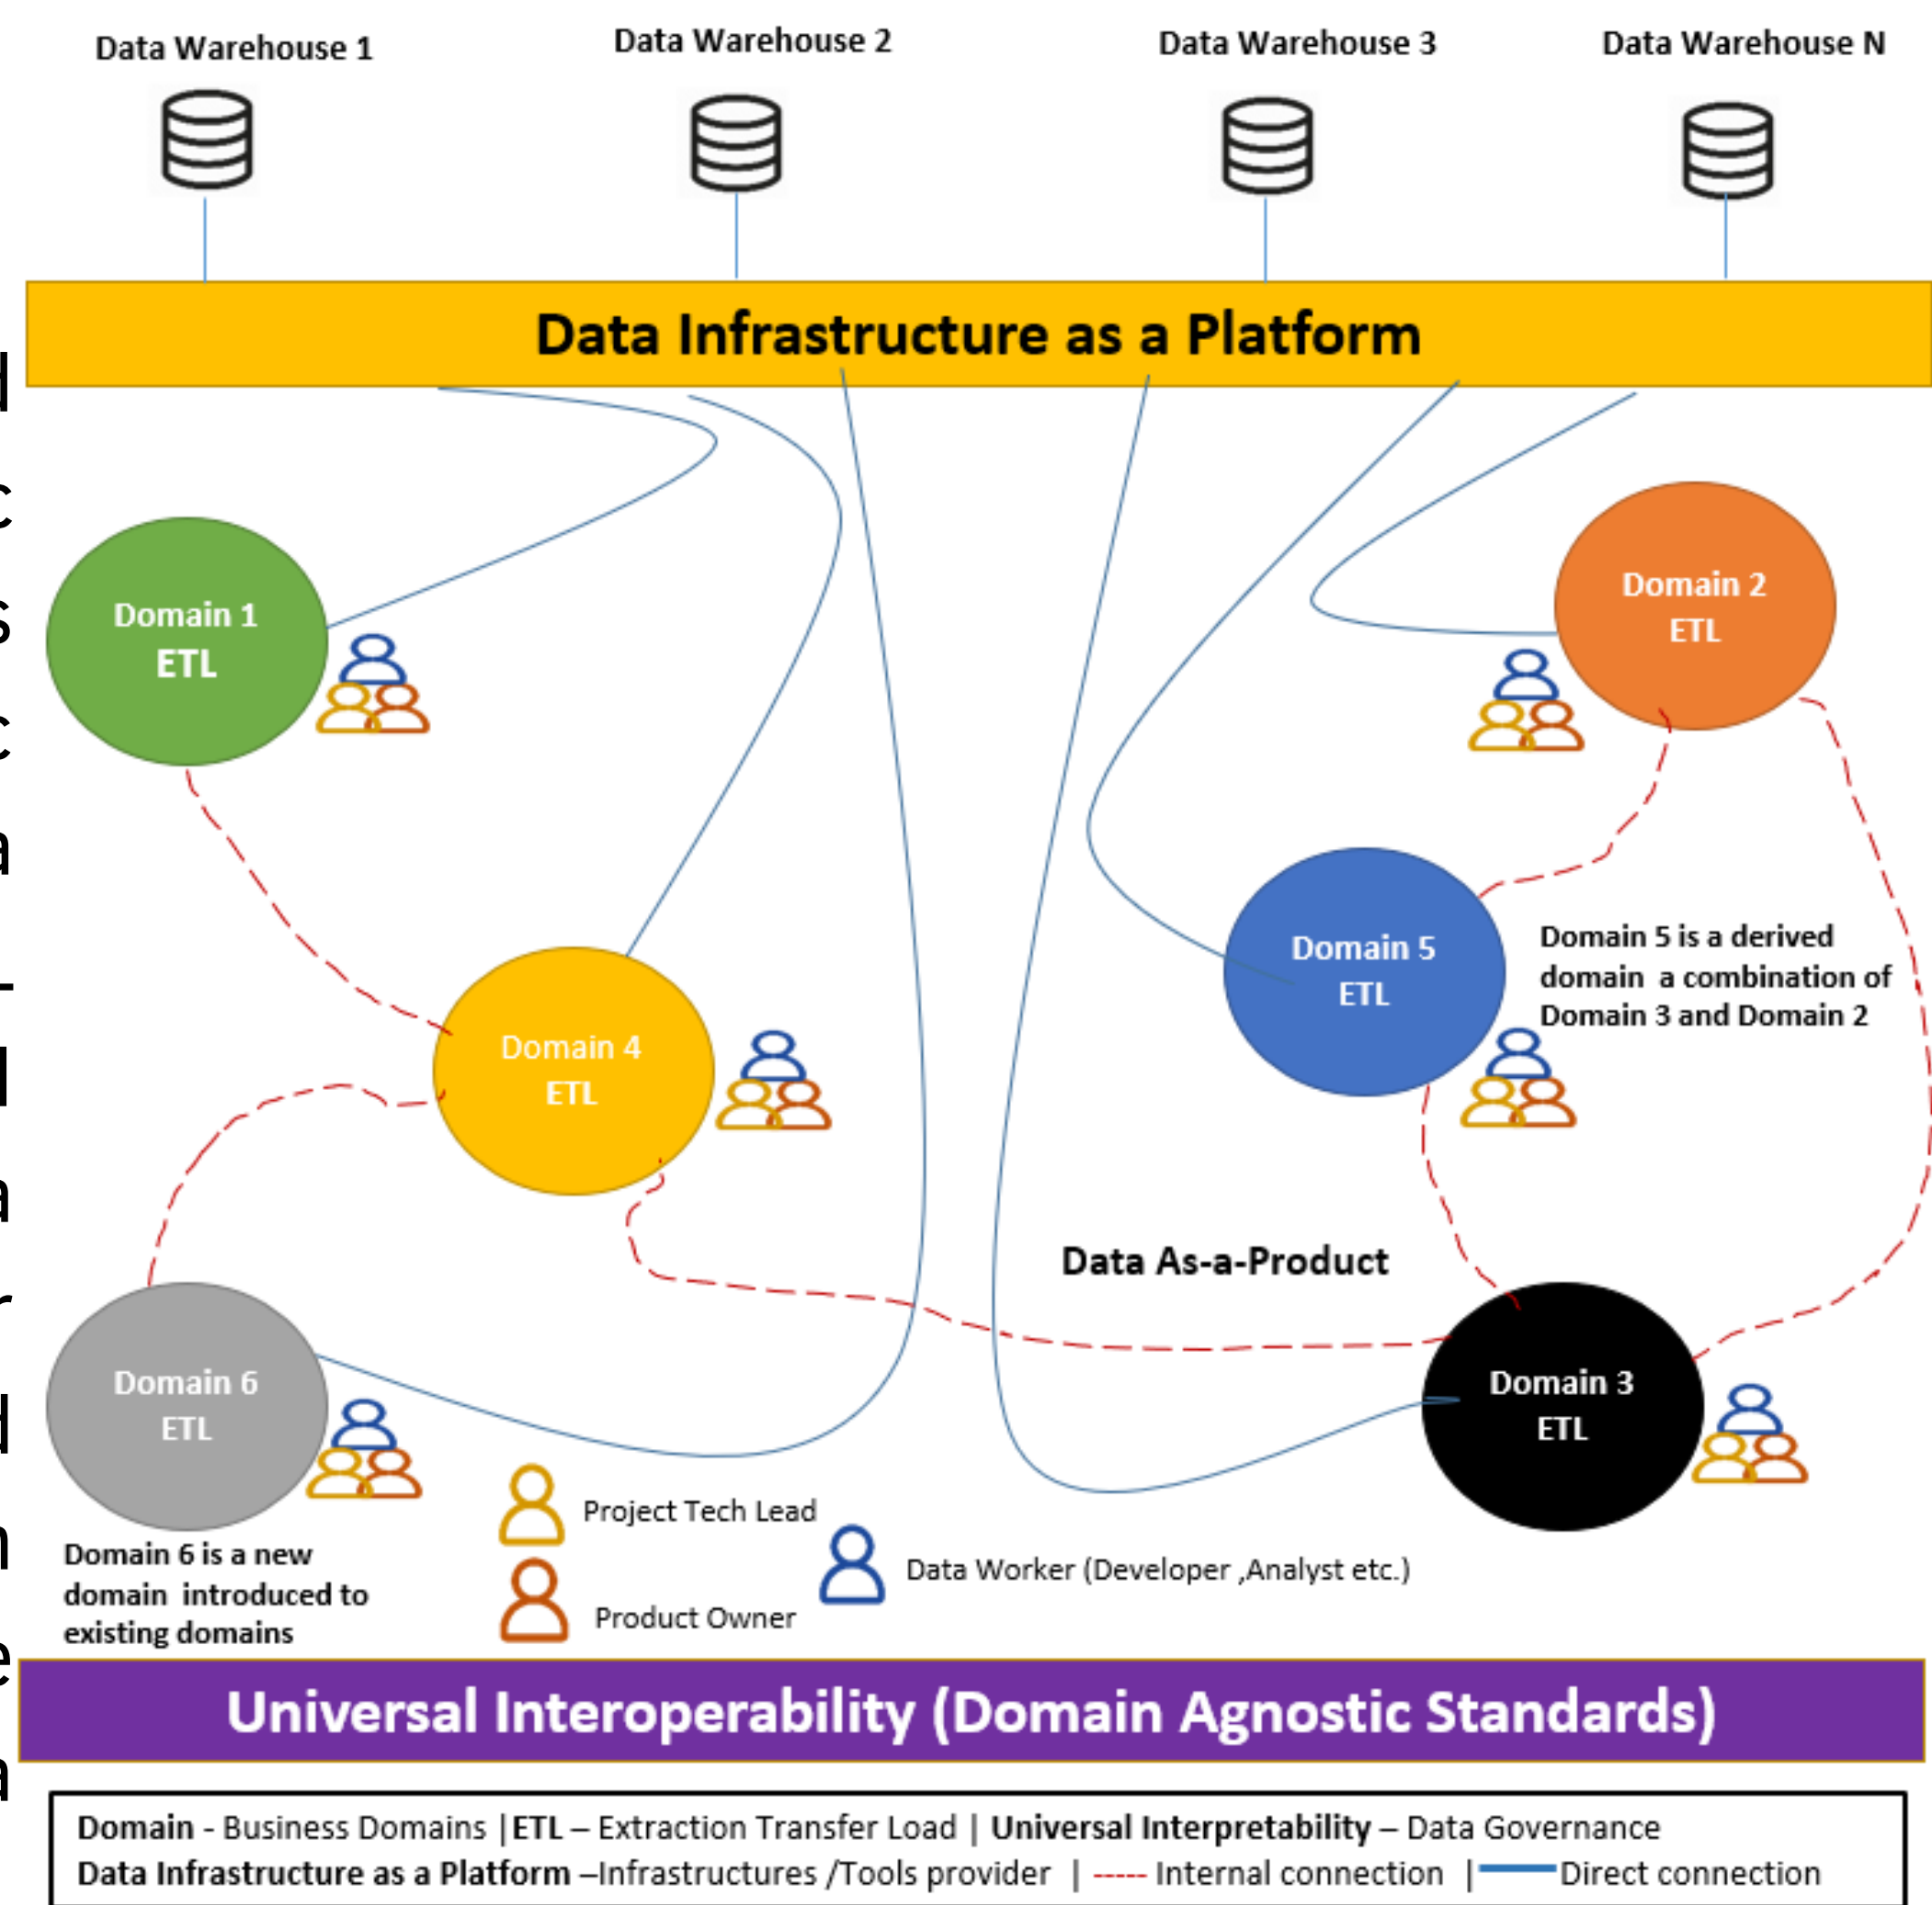 Data Warehouse 1
Data Warehouse 2
Data Warehouse 3
Data Warehouse N
Data Infrastructure as a Platform
Domain 1
ETL
Domain 2
ETL
Domain 5
ETL
Domain 5 is a derived
domain a combination of
Domain 3 and Domain 2
Domain 4
ETL
Data As-a-Product
Domain 6
ETL
Domain 3
ETL
Domain 6 is a new
domain introduced to
existing domains
Project Tech Lead
Data Worker (Developer ,Analyst etc.)
Product Owner
Universal Interoperability (Domain Agnostic Standards)
Domain - Business Domains |ETL – Extraction Transfer Load | Universal Interpretability – Data Governance
Data Infrastructure as a Platform –Infrastructures /Tools provider | ----- Internal connection | Direct connection